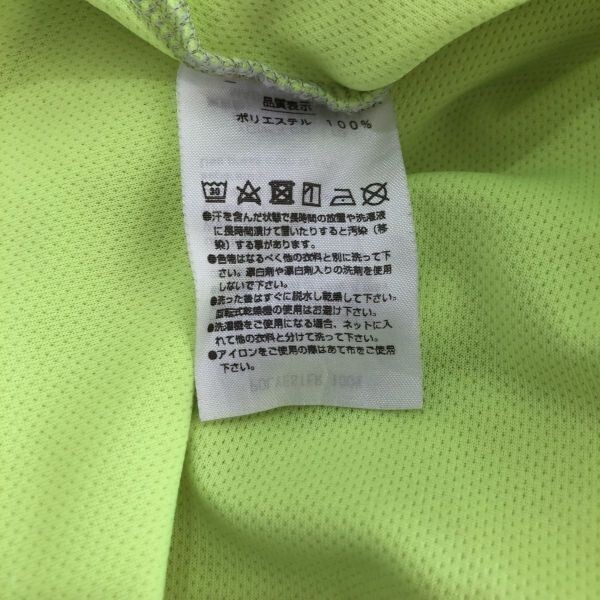 品質表示
ポリエステル 100%
30
●汗を含んだ状態で長時間の放置や洗濯液
に長時間漬けて置いたりすると汚染（移
染）する事があります。
●色物はなるべく他の衣料と別に洗って下
さい。漂白剤や漂白剤入りの洗剤を使用
しないで下さい。
●洗った後はすぐに脱水し乾燥して下さい。
回転式乾燥機の使用はお避け下さい。
●洗濯機をご使用になる場合、ネットに入
れて他の衣料と分けて洗って下さい。
●アイロンをご使用の際はあて布をご使用
下さい。
POLYESTER 100%